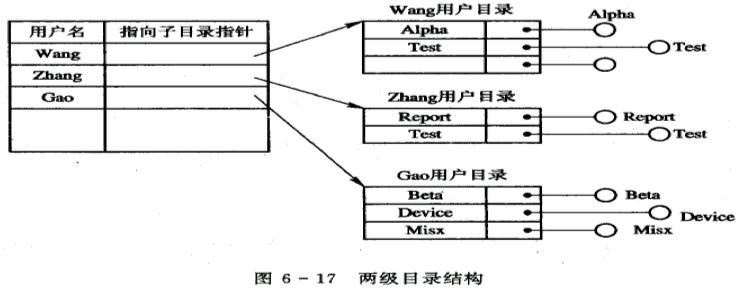 用户名 指向子目录指针
Wang
Zhang
Gao
Wang用户目录
Alpha
Test
Alpha
Test
Zhang用户目录
Report
Test
Report
Test
Gao用户目录
Beta
Device
Misx
Beta
Device
Misx
图 6-17 两级目录结构